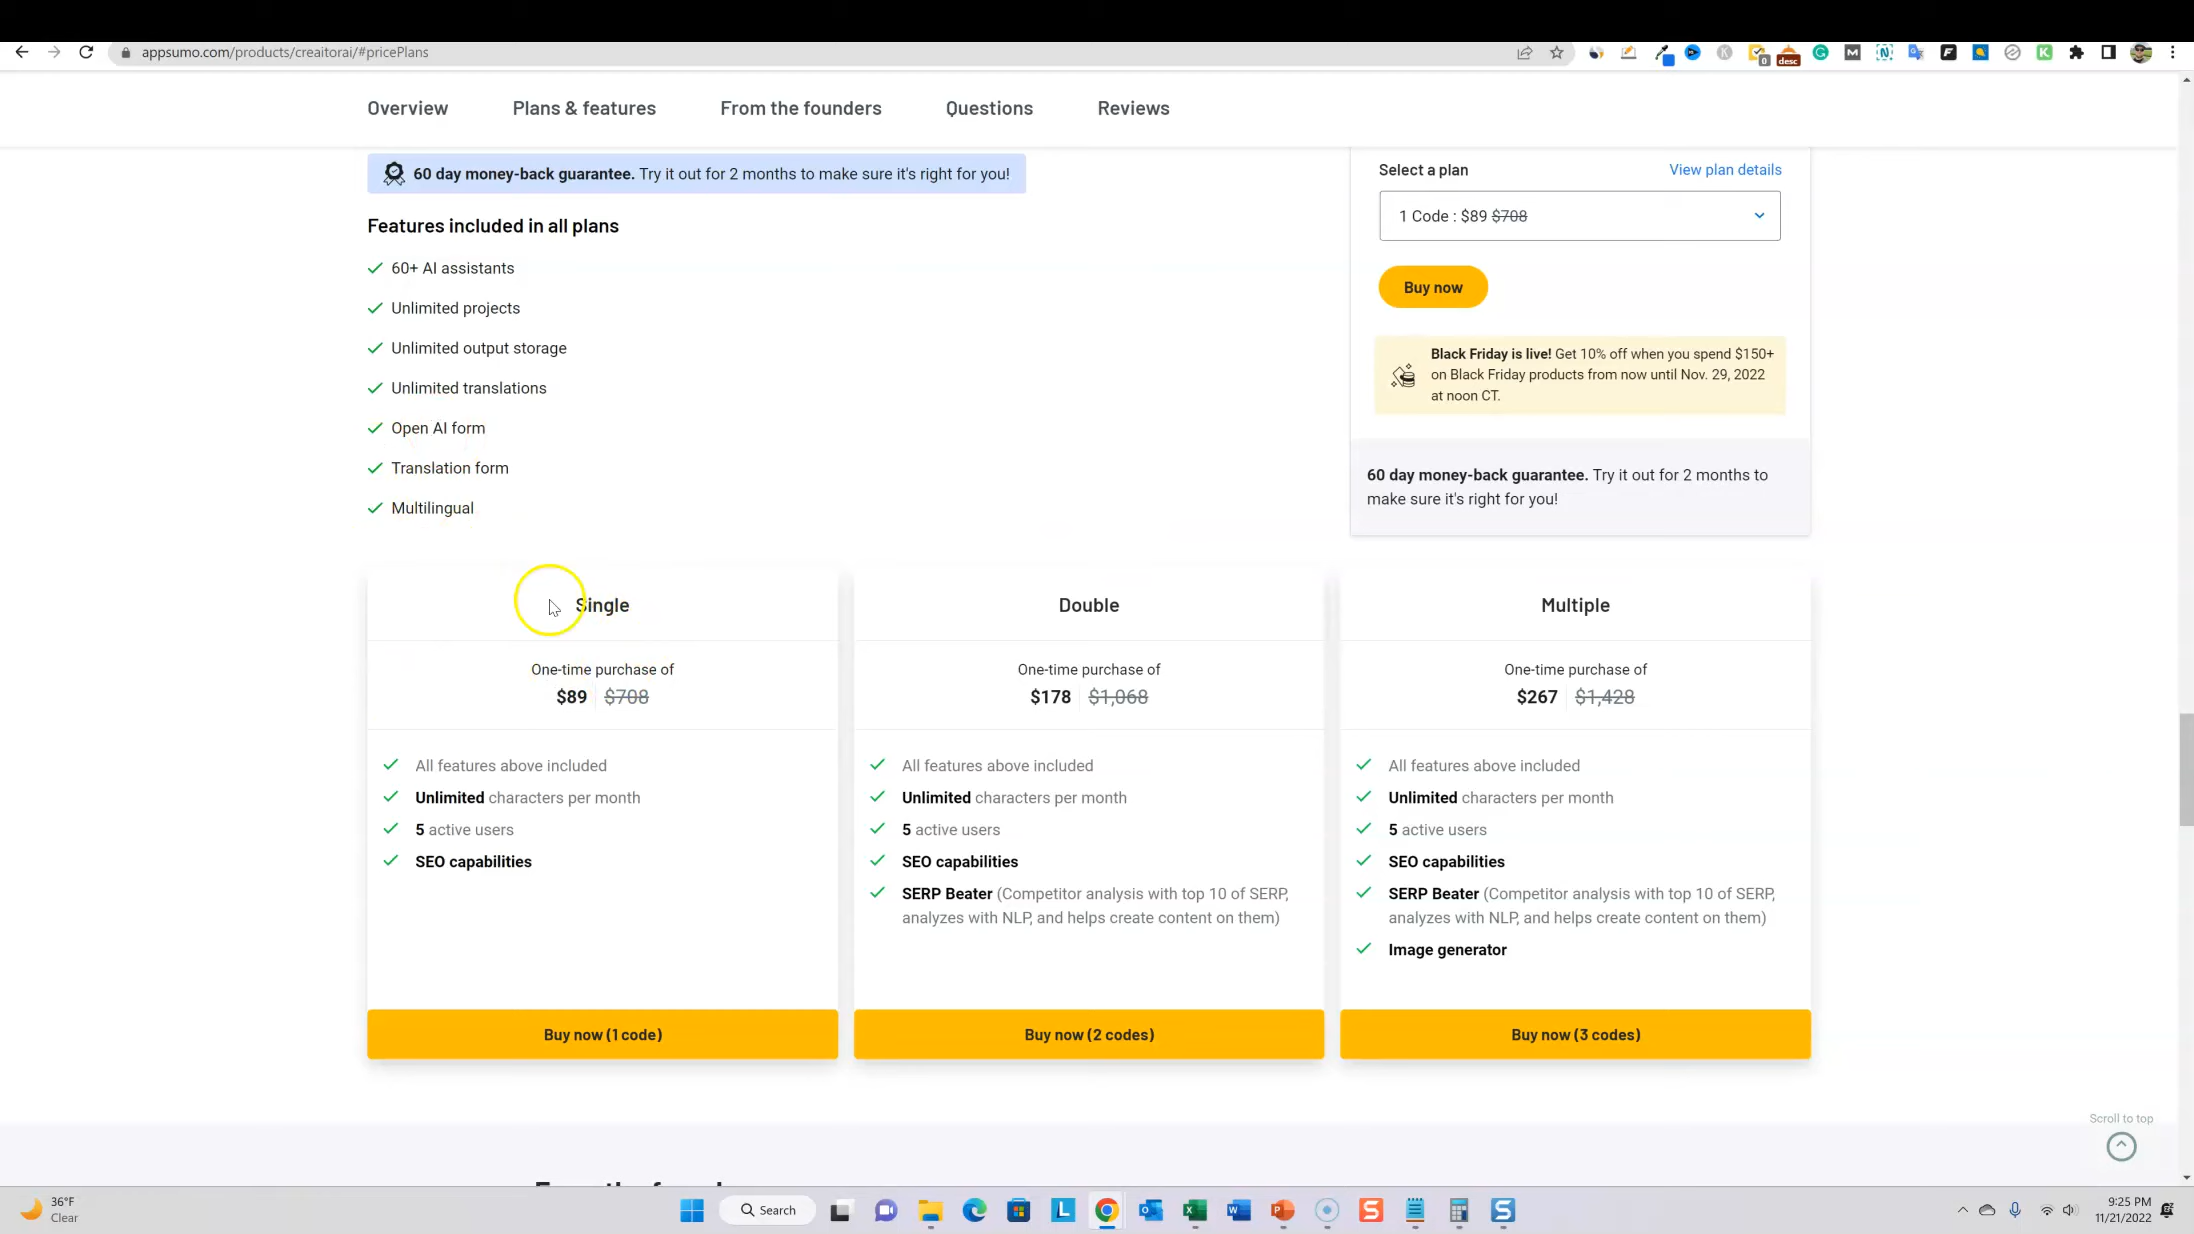 appsumo.com/products/creaitorai/#pricePlans
0
desc
Overview
Plans & features
From the founders
Questions
Reviews
60 day money-back guarantee. Try it out for 2 months to make sure it's right for you!
Features included in all plans
60+ AI assistants
Unlimited projects
Unlimited output storage
Unlimited translations
Open AI form
Translation form
Multilingual
Select a plan
View plan details
1 Code : $89 $708
Buy now
Black Friday is live! Get 10% off when you spend $150+
on Black Friday products from now until Nov. 29, 2022
at noon CT.
60 day money-back guarantee. Try it out for 2 months to
make sure it's right for you!
Single
One-time purchase of
$89 $708
All features above included
Unlimited characters per month
5 active users
SEO capabilities
Buy now (1 code)
Double
One-time purchase of
$178 $1,068
All features above included
Unlimited characters per month
5 active users
SEO capabilities
SERP Beater (Competitor analysis with top 10 of SERP,
analyzes with NLP, and helps create content on them)
Buy now (2 codes)
Multiple
One-time purchase of
$267 $1,428
All features above included
Unlimited characters per month
5 active users
SEO capabilities
SERP Beater (Competitor analysis with top 10 of SERP,
analyzes with NLP, and helps create content on them)
Image generator
Buy now (3 codes)
Scroll to top
36°F
Clear
Search
9:25 PM
11/21/2022